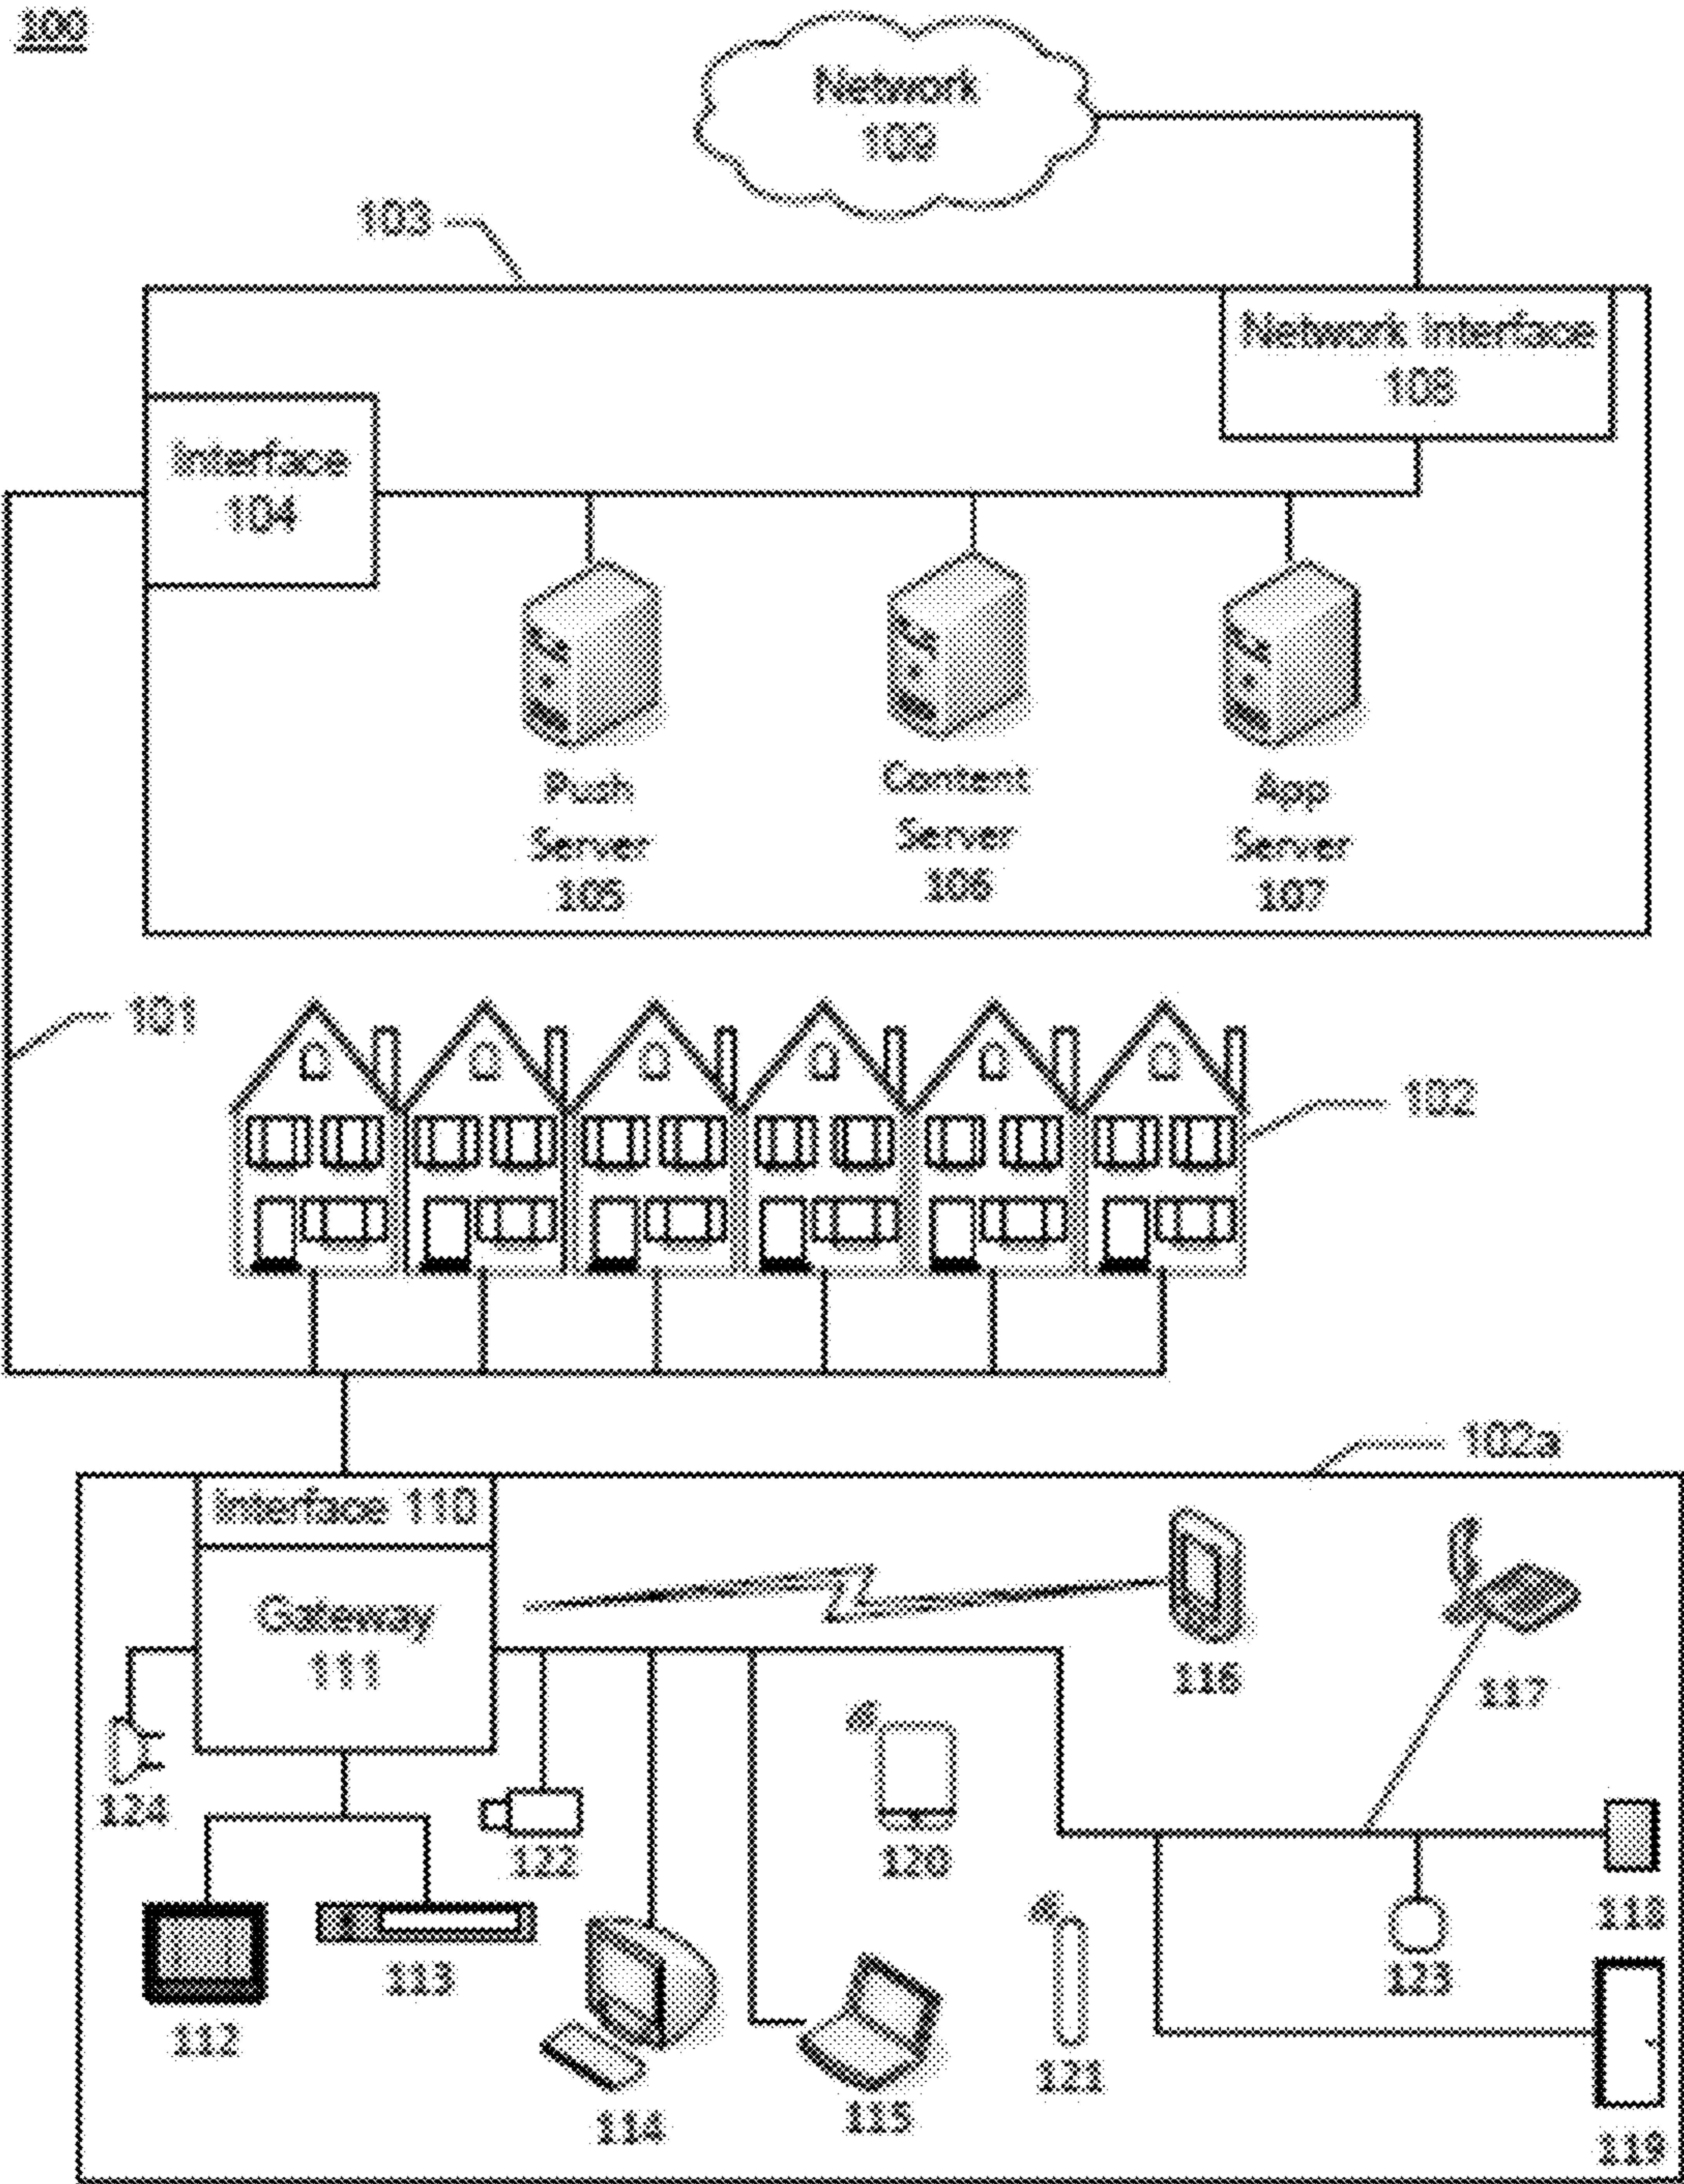 100
Network
109
103
Network Interface
108
Interface
104
Push
Server
105
Content
Server
106
App
Server
107
101
102
102a
Interface 110
Gateway
111
116
117
124
122
120
118
112
113
123
114
115
121
119